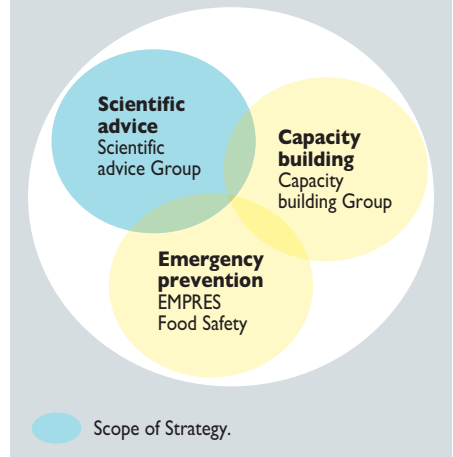 Scientific
advice
Scientific
advice Group
Capacity
building
Capacity
building Group
Emergency
prevention
EMPRES
Food Safety
Scope of Strategy.